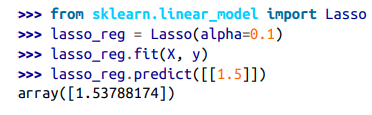 >>> from sklearn.linear_model import Lasso
>>> lasso_reg = Lasso(alpha=0.1)
>>> lasso_reg.fit(X, y)
>>> lasso_reg.predict([[1.5]])
array([1.53788174])